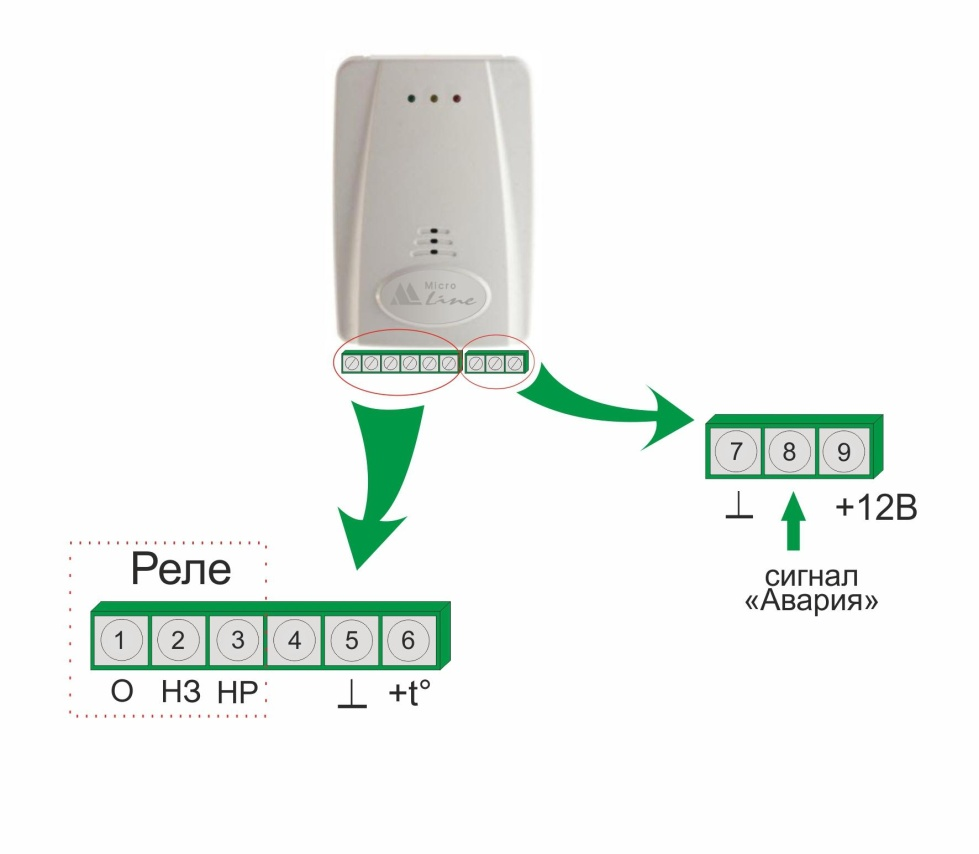 Micro
Line
7 8 9
⊥ +12В
сигнал
«Авария»
Реле
1 2 3 4 5 6
О НЗ НР ⊥ +t°